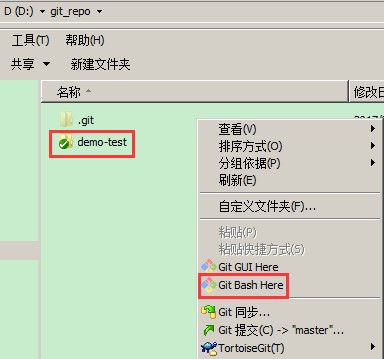 D (D:) ▸ git_repo ▸
工具(T) 帮助(H)
共享 ▼ 新建文件夹
名称 修改日
.git
demo-test
查看(V)
排序方式(O)
分组依据(P)
刷新(E)
自定义文件夹(F)...
粘贴(P)
粘贴快捷方式(S)
Git GUI Here
Git Bash Here
Git 同步...
Git 提交(C) -> "master"...
TortoiseGit(T)